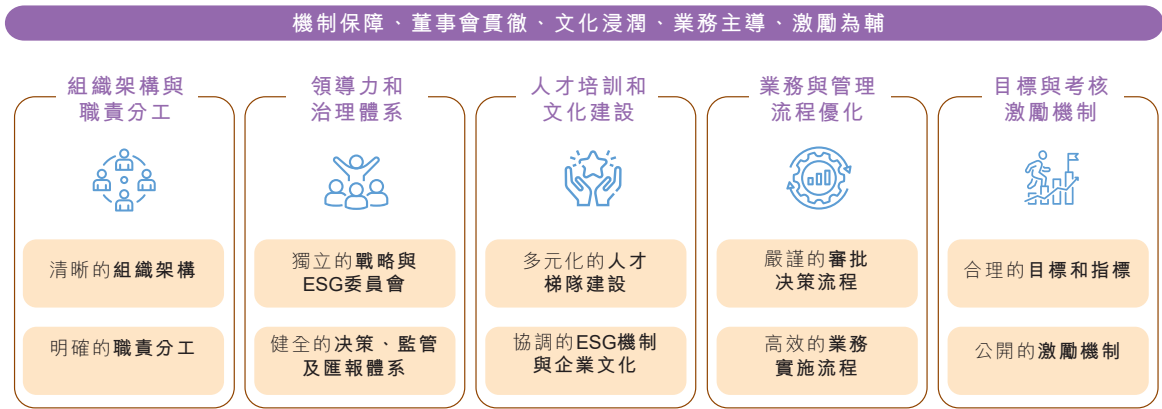 機制保障、董事會貫徹、文化浸潤、業務主導、激勵為輔
組織架構與
職責分工
清晰的組織架構
明確的職責分工
領導力和
治理體系
獨立的戰略與
ESG委員會
健全的決策、監管
及匯報體系
人才培訓和
文化建設
多元化的人才
梯隊建設
協調的ESG機制
與企業文化
業務與管理
流程優化
嚴謹的審批
決策流程
高效的業務
實施流程
目標與考核
激勵機制
合理的目標和指標
公開的激勵機制